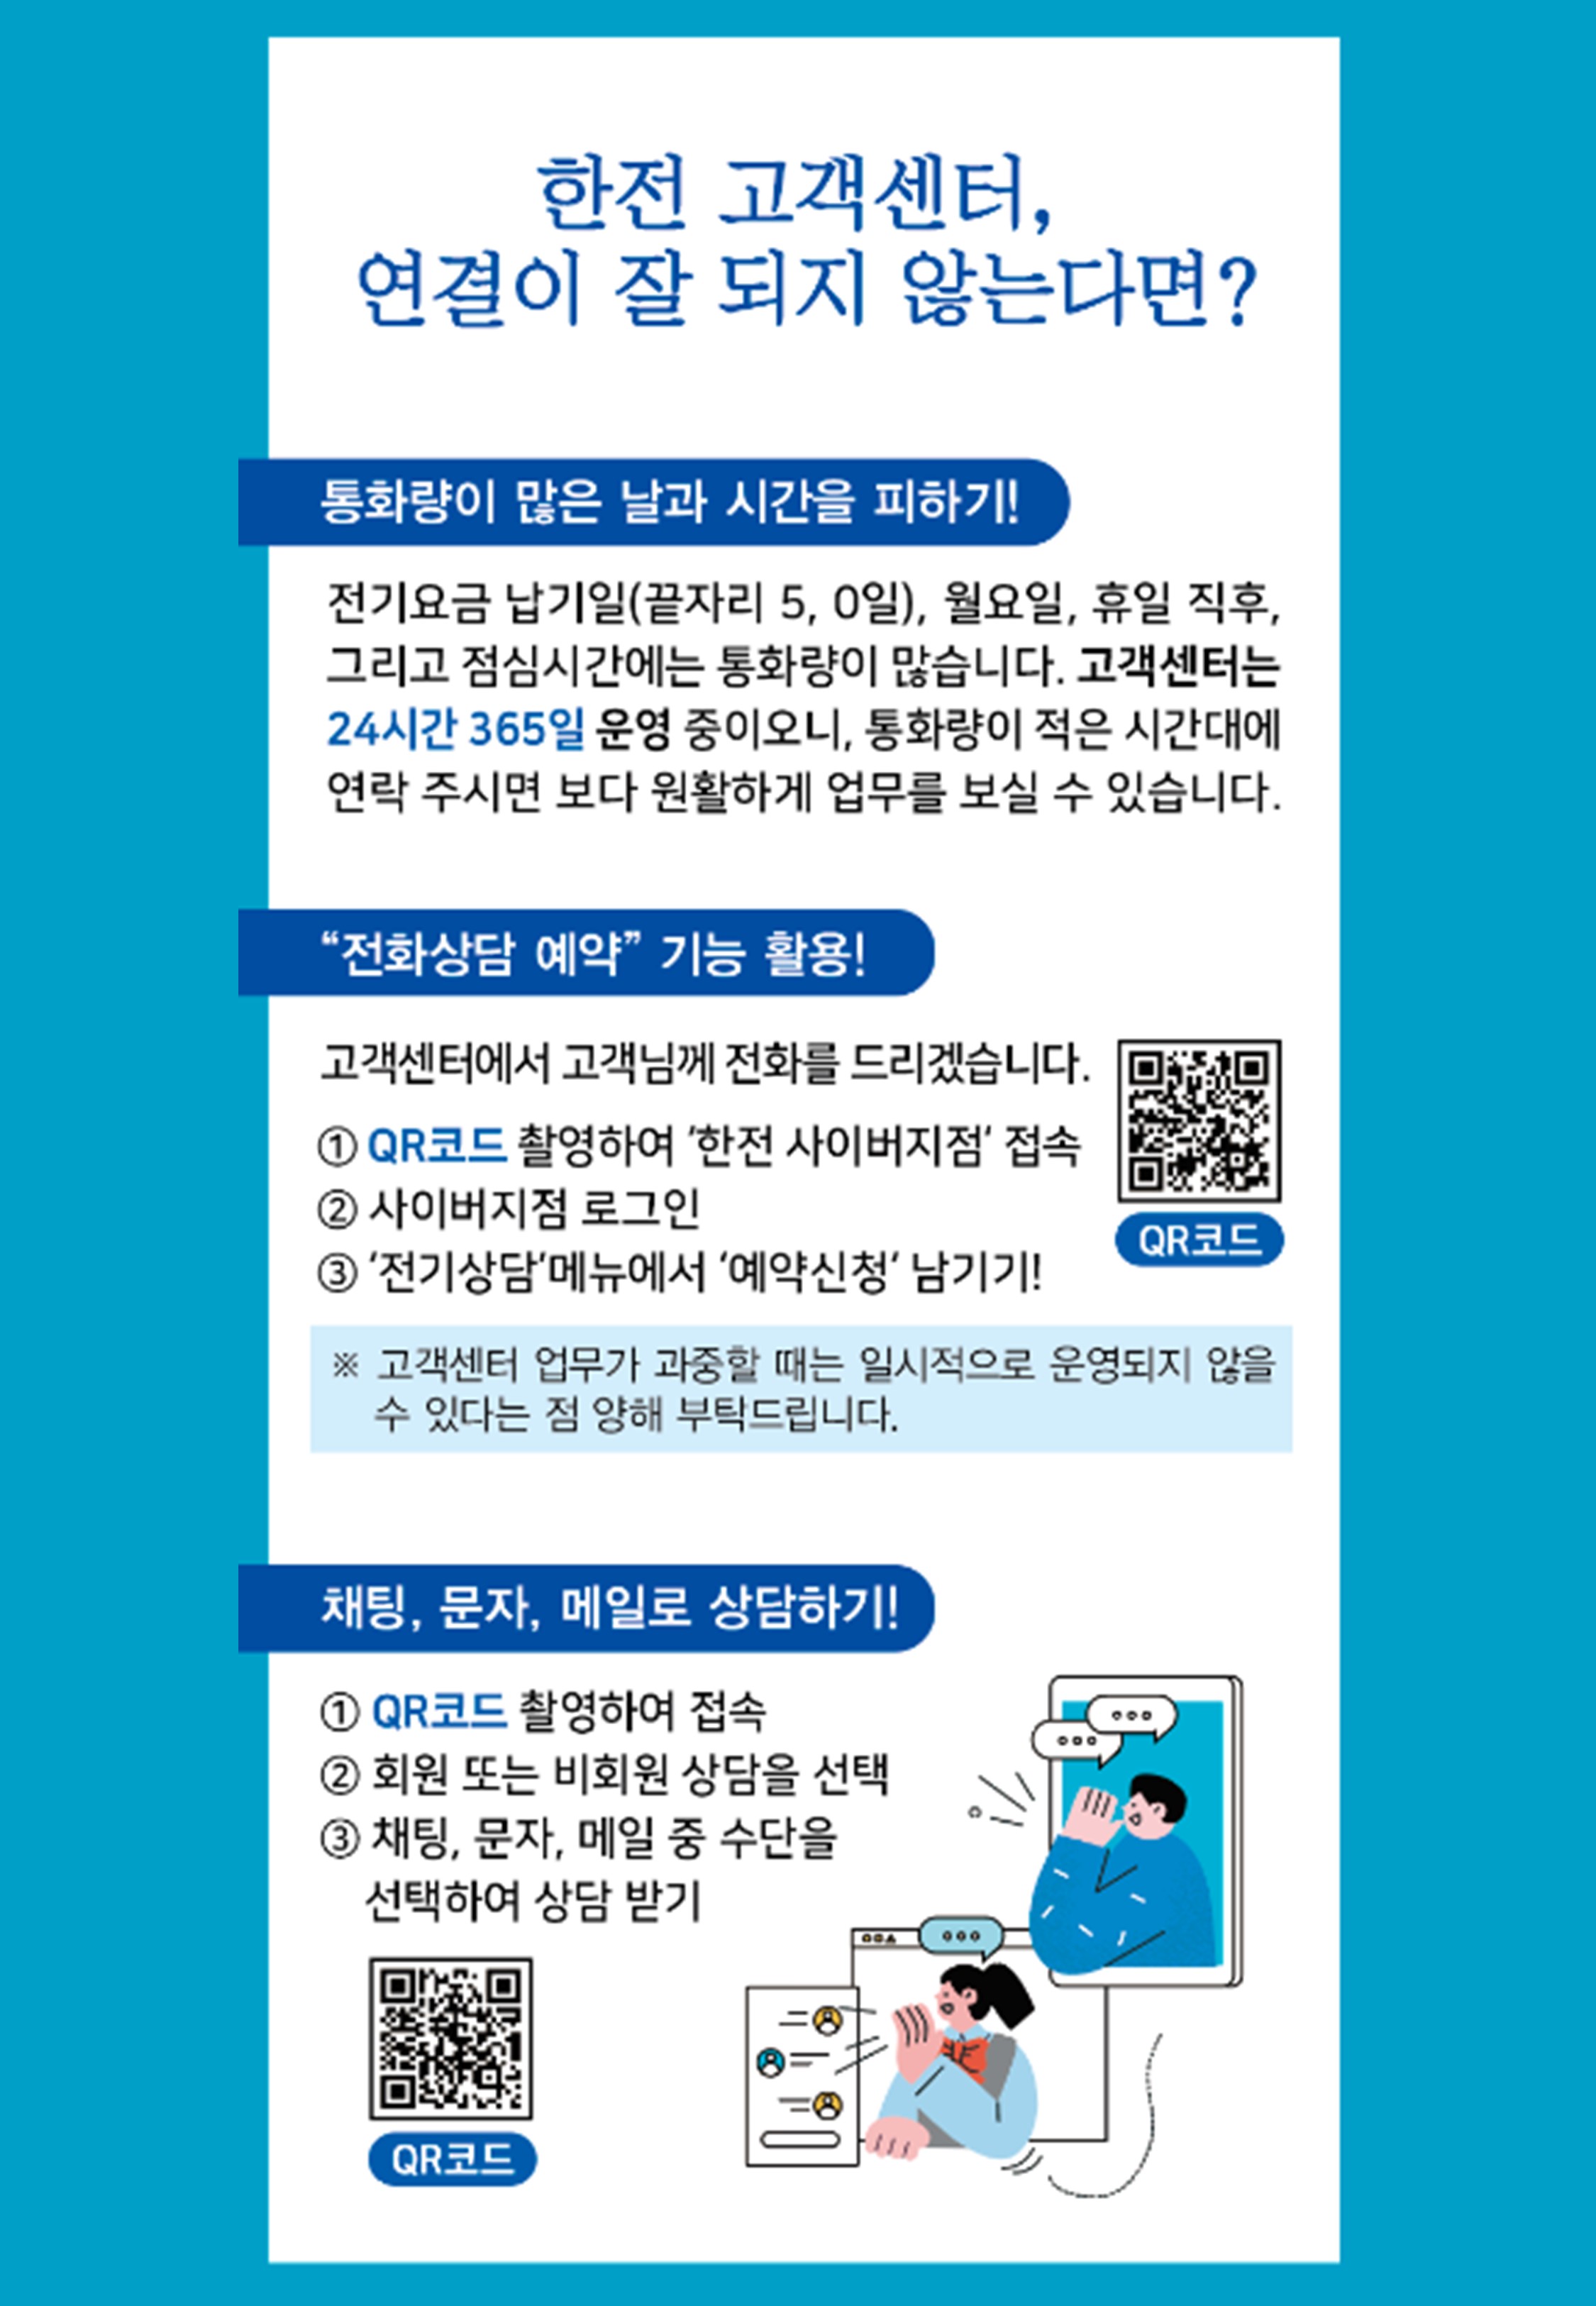 한전 고객센터,
연결이 잘 되지 않는다면?
통화량이 많은 날과 시간을 피하기!
전기요금 납기일(끝자리 5, 0일), 월요일, 휴일 직후,
그리고 점심시간에는 통화량이 많습니다. 고객센터는
24시간 365일 운영 중이오니, 통화량이 적은 시간대에
연락 주시면 보다 원활하게 업무를 보실 수 있습니다.
“전화상담 예약” 기능 활용!
고객센터에서 고객님께 전화를 드리겠습니다.
① QR코드 촬영하여 ‘한전 사이버지점‘ 접속
② 사이버지점 로그인
③ ‘전기상담’메뉴에서 ‘예약신청‘ 남기기!
QR코드
※ 고객센터 업무가 과중할 때는 일시적으로 운영되지 않을
수 있다는 점 양해 부탁드립니다.
채팅, 문자, 메일로 상담하기!
① QR코드 촬영하여 접속
② 회원 또는 비회원 상담을 선택
③ 채팅, 문자, 메일 중 수단을
선택하여 상담 받기
QR코드